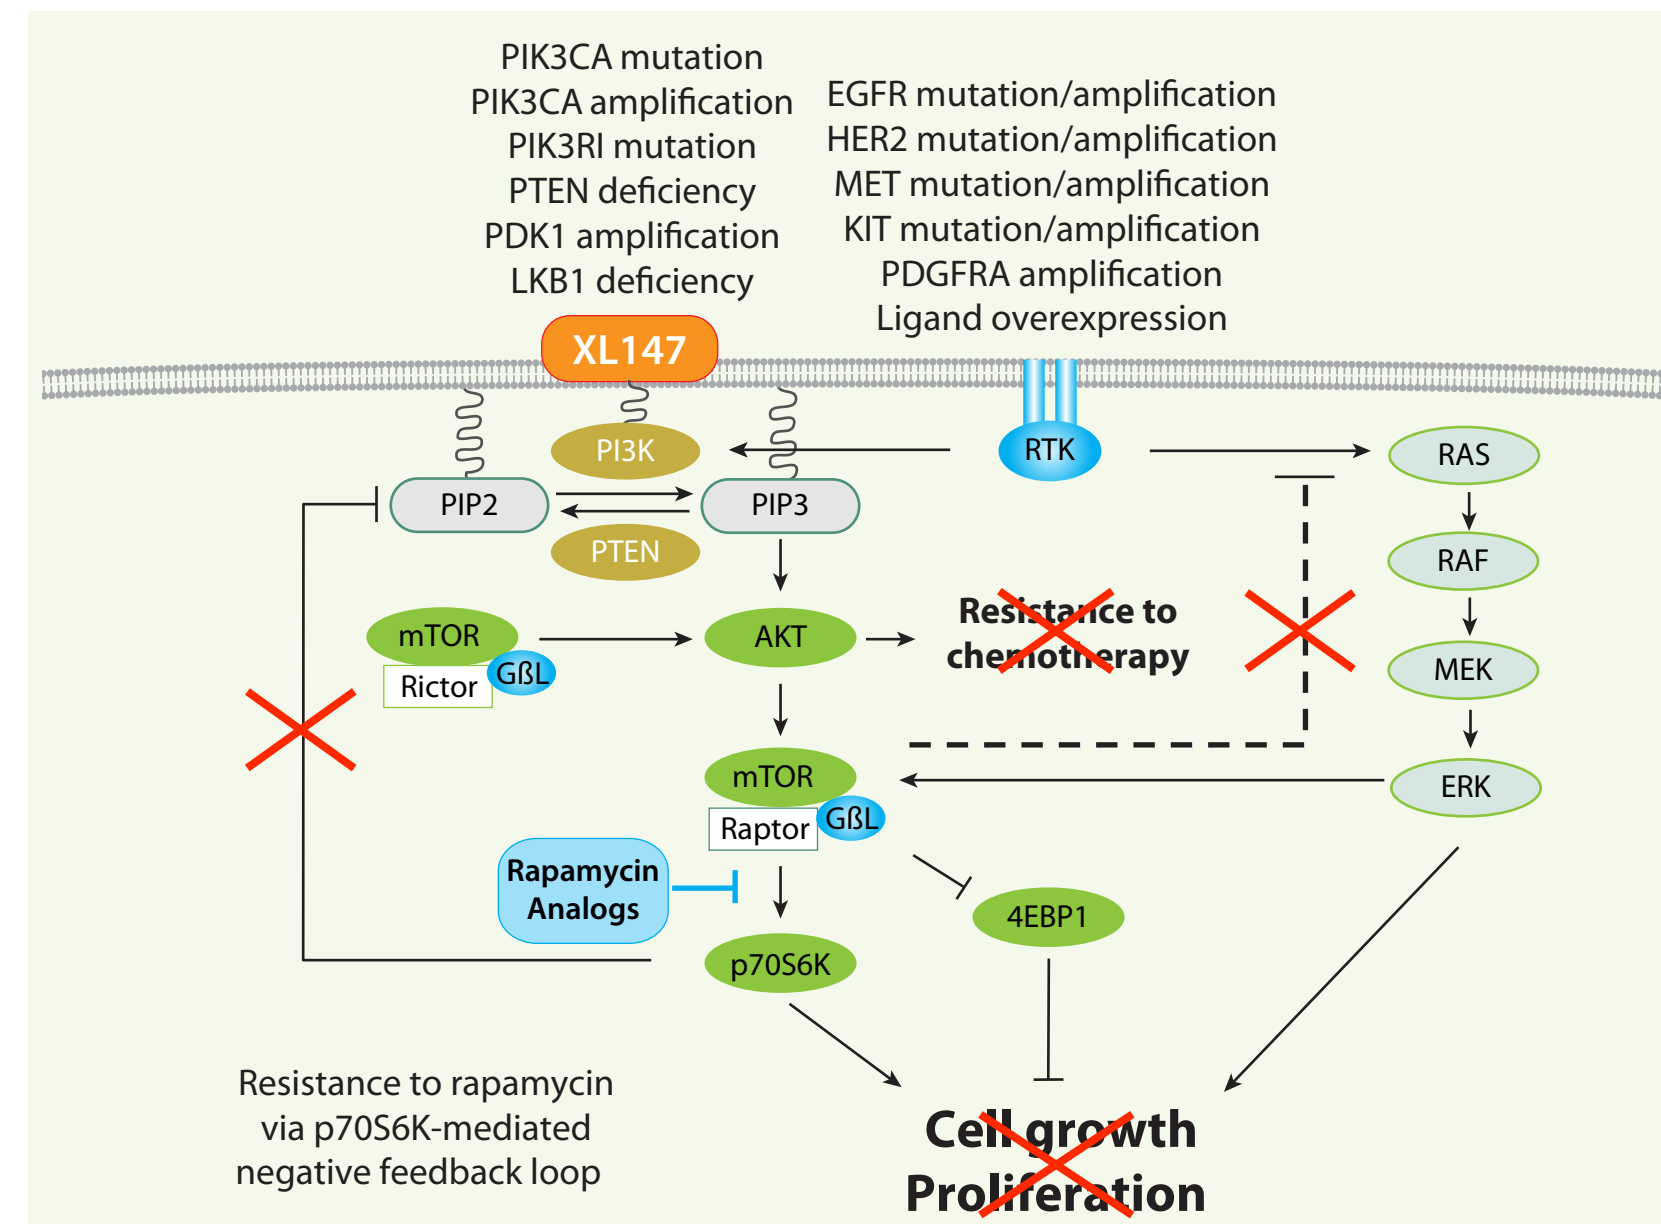 PIK3CA mutation
PIK3CA amplification
PIK3RI mutation
PTEN deficiency
PDK1 amplification
LKB1 deficiency
EGFR mutation/amplification
HER2 mutation/amplification
MET mutation/amplification
KIT mutation/amplification
PDGFRA amplification
Ligand overexpression
XL147
PI3K
RTK
RAS
PIP2
PIP3
PTEN
RAF
mTOR
Rictor
GßL
AKT
Resistance to
chemotherapy
MEK
mTOR
Raptor
GßL
ERK
Rapamycin
Analogs
4EBP1
p70S6K
Resistance to rapamycin
via p70S6K-mediated
negative feedback loop
Cell growth
Proliferation